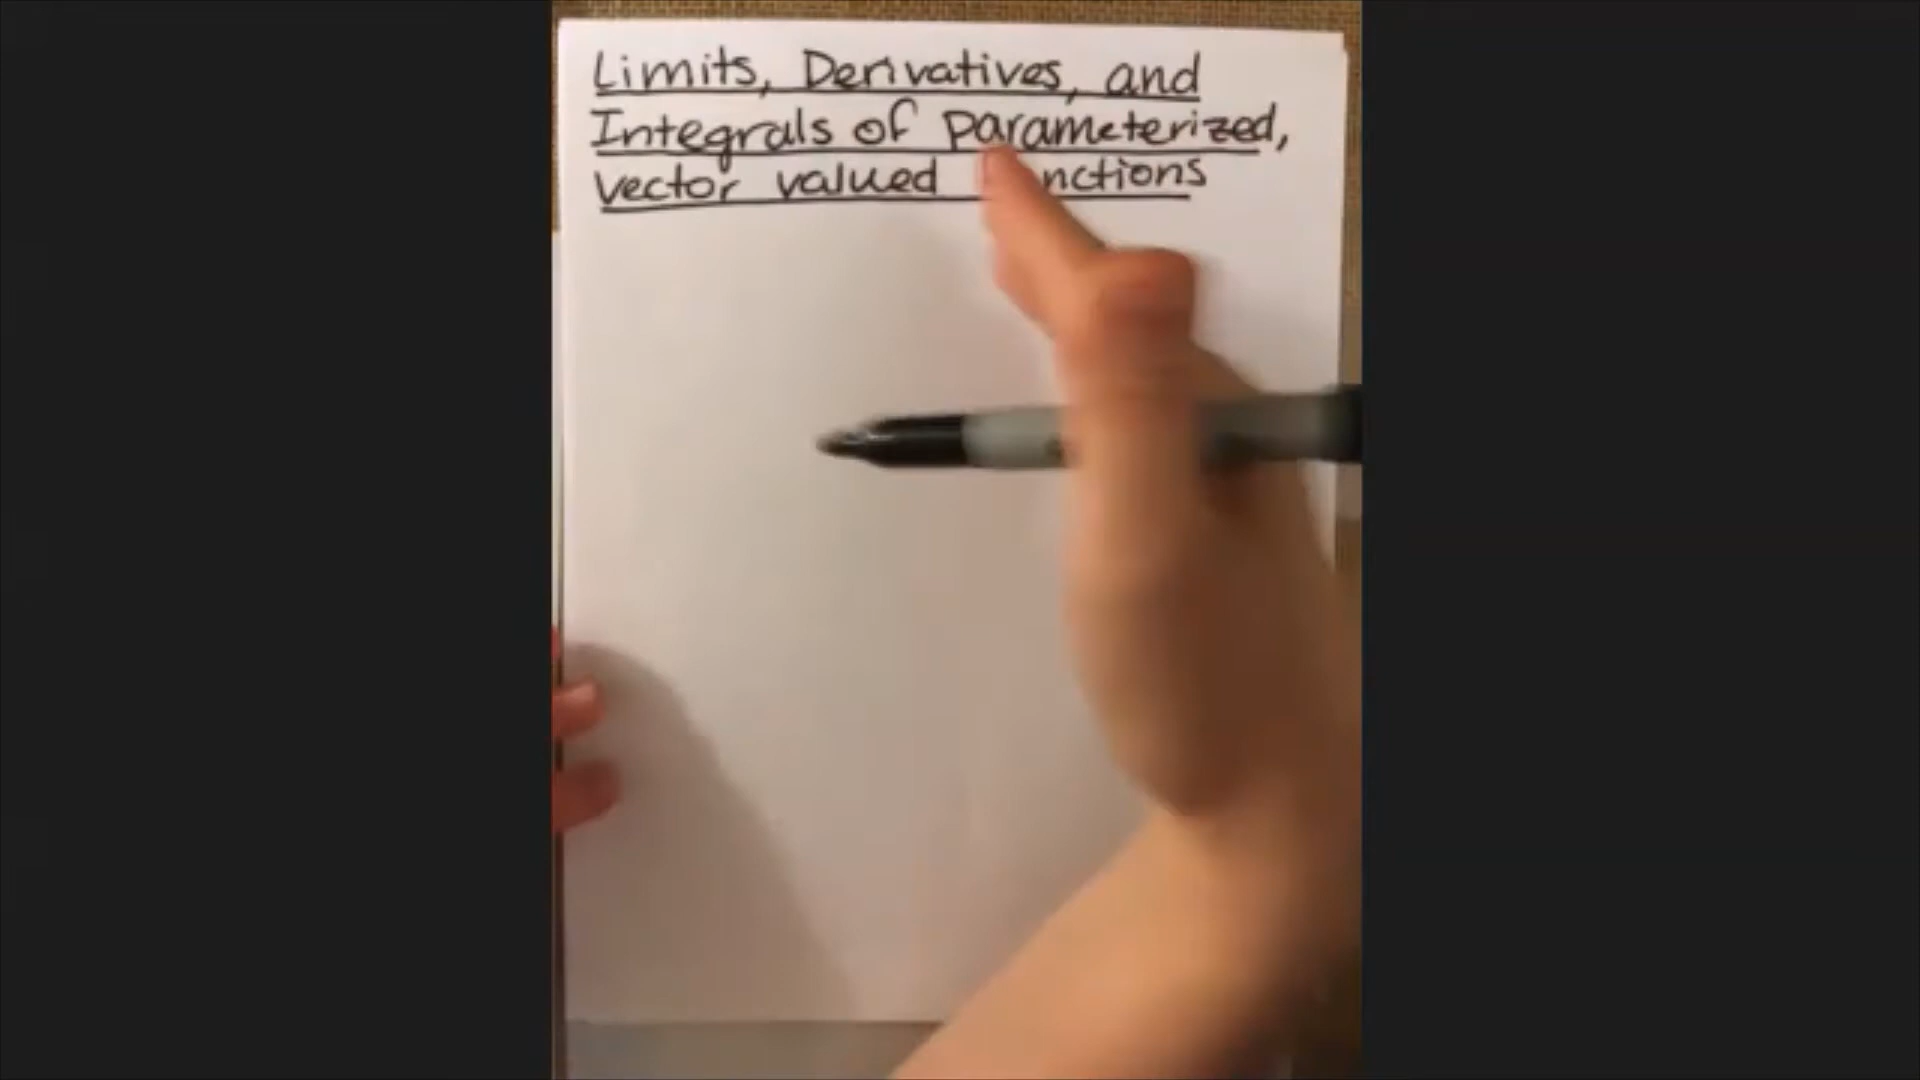 Limits, Derivatives, and
Integrals of parameterized,
vector valued